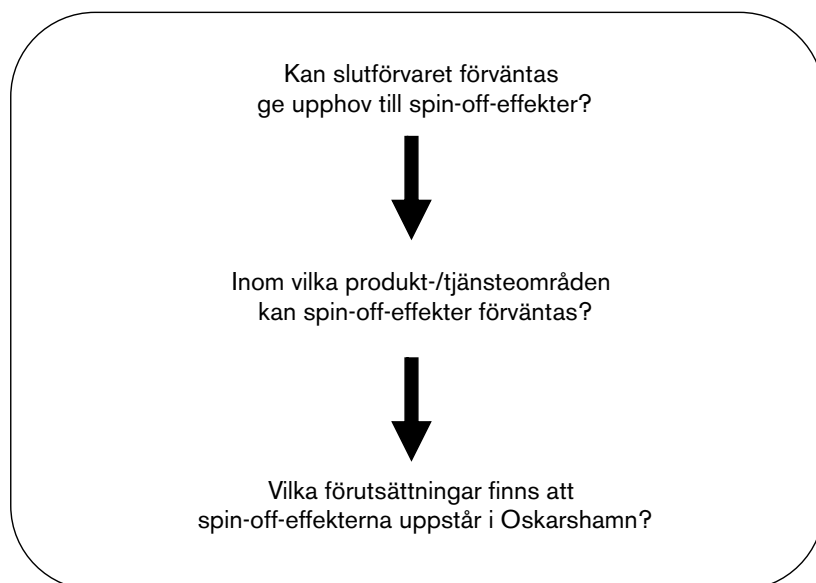 Kan slutförvaret förväntas
ge upphov till spin-off-effekter?
Inom vilka produkt-/tjänsteområden
kan spin-off-effekter förväntas?
Vilka förutsättningar finns att
spin-off-effekterna uppstår i Oskarshamn?